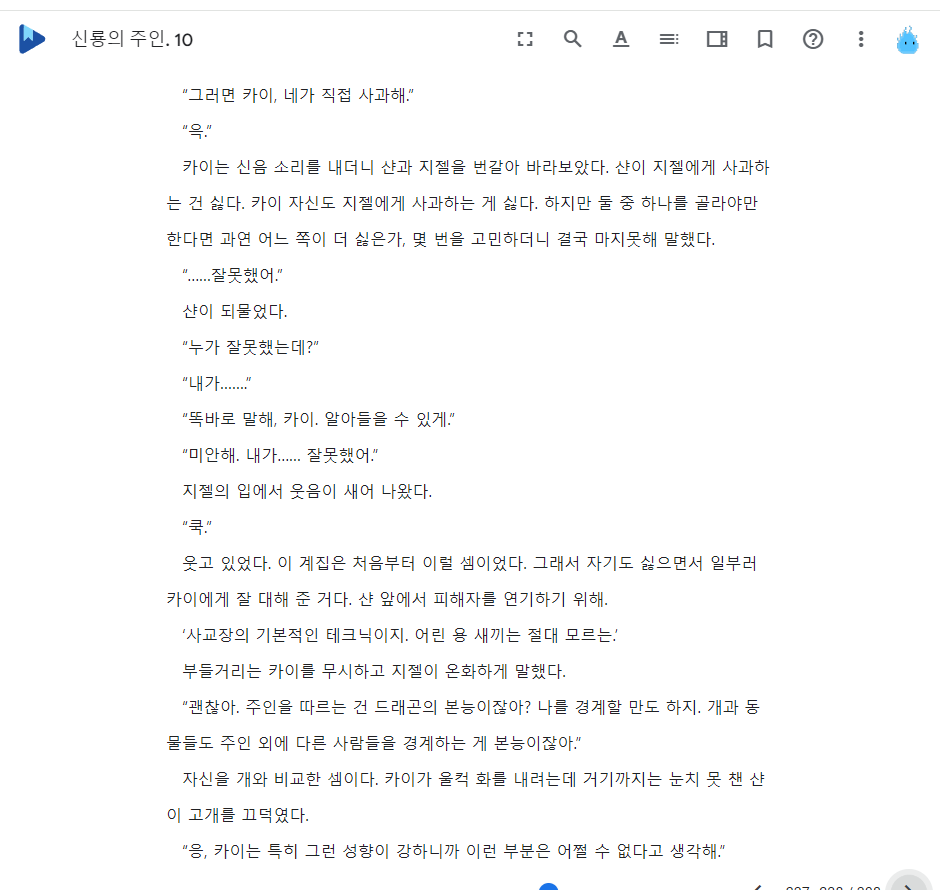 신룡의 주인. 10
“그러면 카이, 네가 직접 사과해.”
“윽.”
카이는 신음 소리를 내더니 샨과 지젤을 번갈아 바라보았다. 샨이 지젤에게 사과하
는 건 싫다. 카이 자신도 지젤에게 사과하는 게 싫다. 하지만 둘 중 하나를 골라야만
한다면 과연 어느 쪽이 더 싫은가, 몇 번을 고민하더니 결국 마지못해 말했다.
“……잘못했어.”
샨이 되물었다.
“누가 잘못했는데?”
“내가…….”
“똑바로 말해, 카이. 알아들을 수 있게.”
“미안해. 내가…… 잘못했어.”
지젤의 입에서 웃음이 새어 나왔다.
“쿡.”
웃고 있었다. 이 계집은 처음부터 이럴 셈이었다. 그래서 자기도 싫으면서 일부러
카이에게 잘 대해 준 거다. 샨 앞에서 피해자를 연기하기 위해.
‘사교장의 기본적인 테크닉이지. 어린 용 새끼는 절대 모르는.’
부들거리는 카이를 무시하고 지젤이 온화하게 말했다.
“괜찮아. 주인을 따르는 건 드래곤의 본능이잖아? 나를 경계할 만도 하지. 개과 동
물들도 주인 외에 다른 사람들을 경계하는 게 본능이잖아.”
자신을 개와 비교한 셈이다. 카이가 울컥 화를 내려는데 거기까지는 눈치 못 챈 샨
이 고개를 끄덕였다.
“응, 카이는 특히 그런 성향이 강하니까 이런 부분은 어쩔 수 없다고 생각해.”